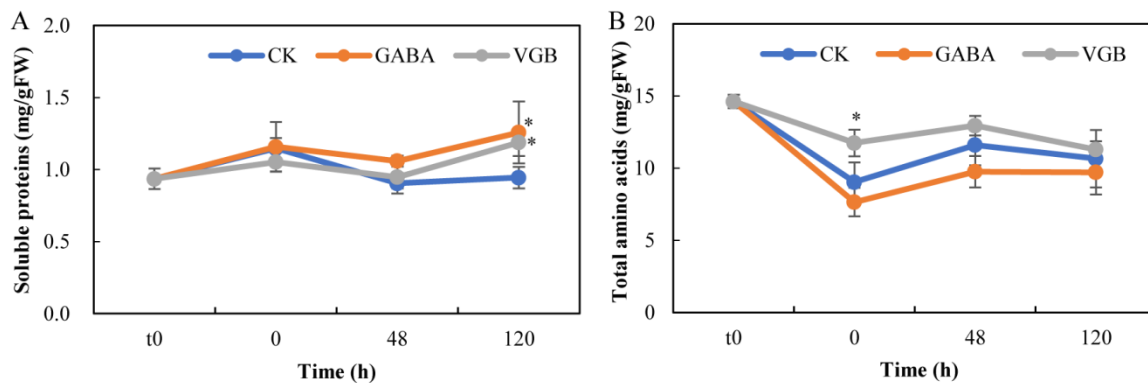 A
Soluble proteins (mg/gFW)
2.0
1.5
1.0
0.5
0.0
CK GABA VGB
*
*
t0 0 48 120
Time (h)
B
Total amino acids (mg/gFW)
20
15
10
5
0
CK GABA VGB
*
t0 0 48 120
Time (h)